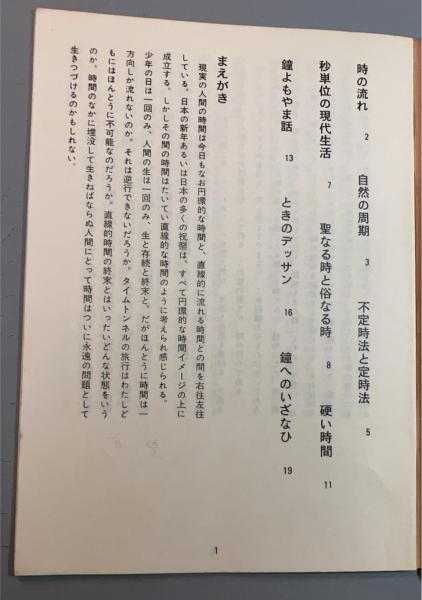 時の流れ 2 自然の周期 3 不定時法と定時法 5
秒単位の現代生活 7 聖なる時と俗なる時 8 硬い時間 11
鐘よもやま話 13 ときのデッサン 16 鐘へのいざなひ 19
まえがき
現実の人間の時間は今日もなお円環的な時間と、直線的に流れる時間との間を右往左往
している。日本の新年あるいは日本の多くの祝祭は、すべて円環的な時間イメージの上に
成立する。しかしその間の時間はたいてい直線的な時間のように考えられ感じられる。
少年の日は一回のみ、人間の生は一回のみ、生と存続と終末と。だがほんとうに時間は一
方向しか流れないのか。それは逆行できないだろうか。タイムトンネルの旅行はわたしど
もにはほんとうに不可能なのだろうか。直線的時間の終末とはいったいどんな状態をいう
のか。時間のなかに埋没して生きねばならぬ人間にとって時間はついに永遠の問題として
生きつづけるのかもしれない。
1